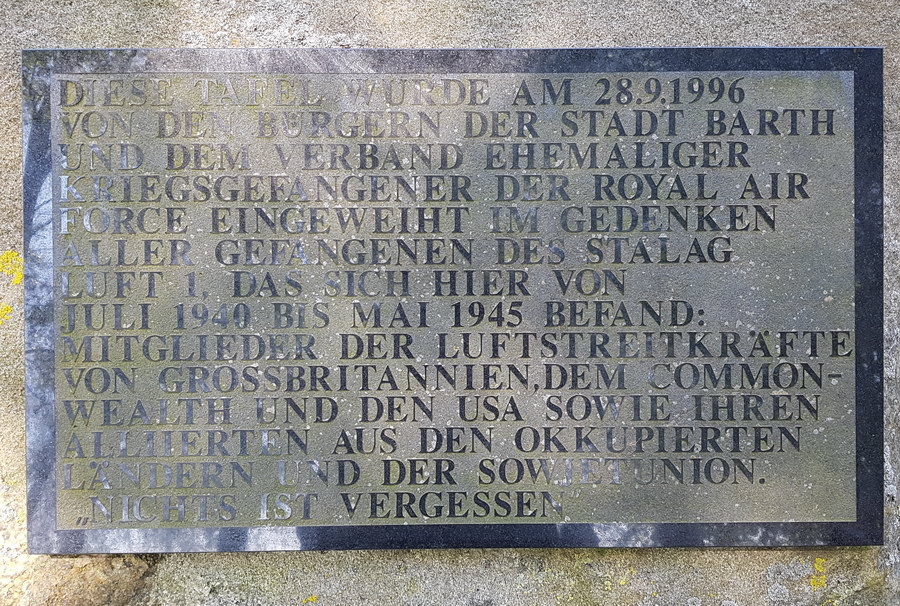 DIESE TAFEL WURDE AM 28.9.1996
VON DEN BÜRGERN DER STADT BARTH
UND DEM VERBAND EHEMALIGER
KRIEGSGEFANGENER DER ROYAL AIR
FORCE EINGEWEIHT IM GEDENKEN
ALLER GEFANGENEN DES STALAG
LUFT 1, DAS SICH HIER VON
JULI 1940 BIS MAI 1945 BEFAND:
MITGLIEDER DER LUFTSTREITKRÄFTE
VON GROSSBRITANNIEN, DEM COMMON-
WEALTH UND DEN USA SOWIE IHREN
ALLIIERTEN AUS DEN OKKUPIERTEN
LÄNDERN UND DER SOWJETUNION.
„NICHTS IST VERGESSEN"